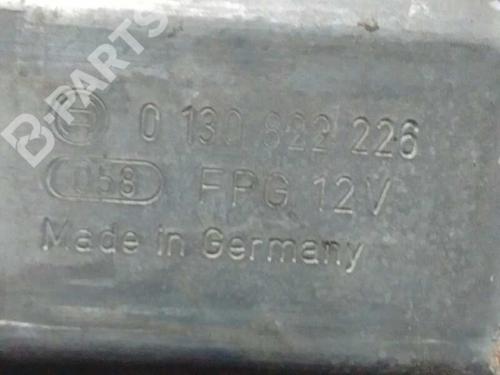 B-PARTS
0 130 822 226
058 FPG 12V
Made in Germany